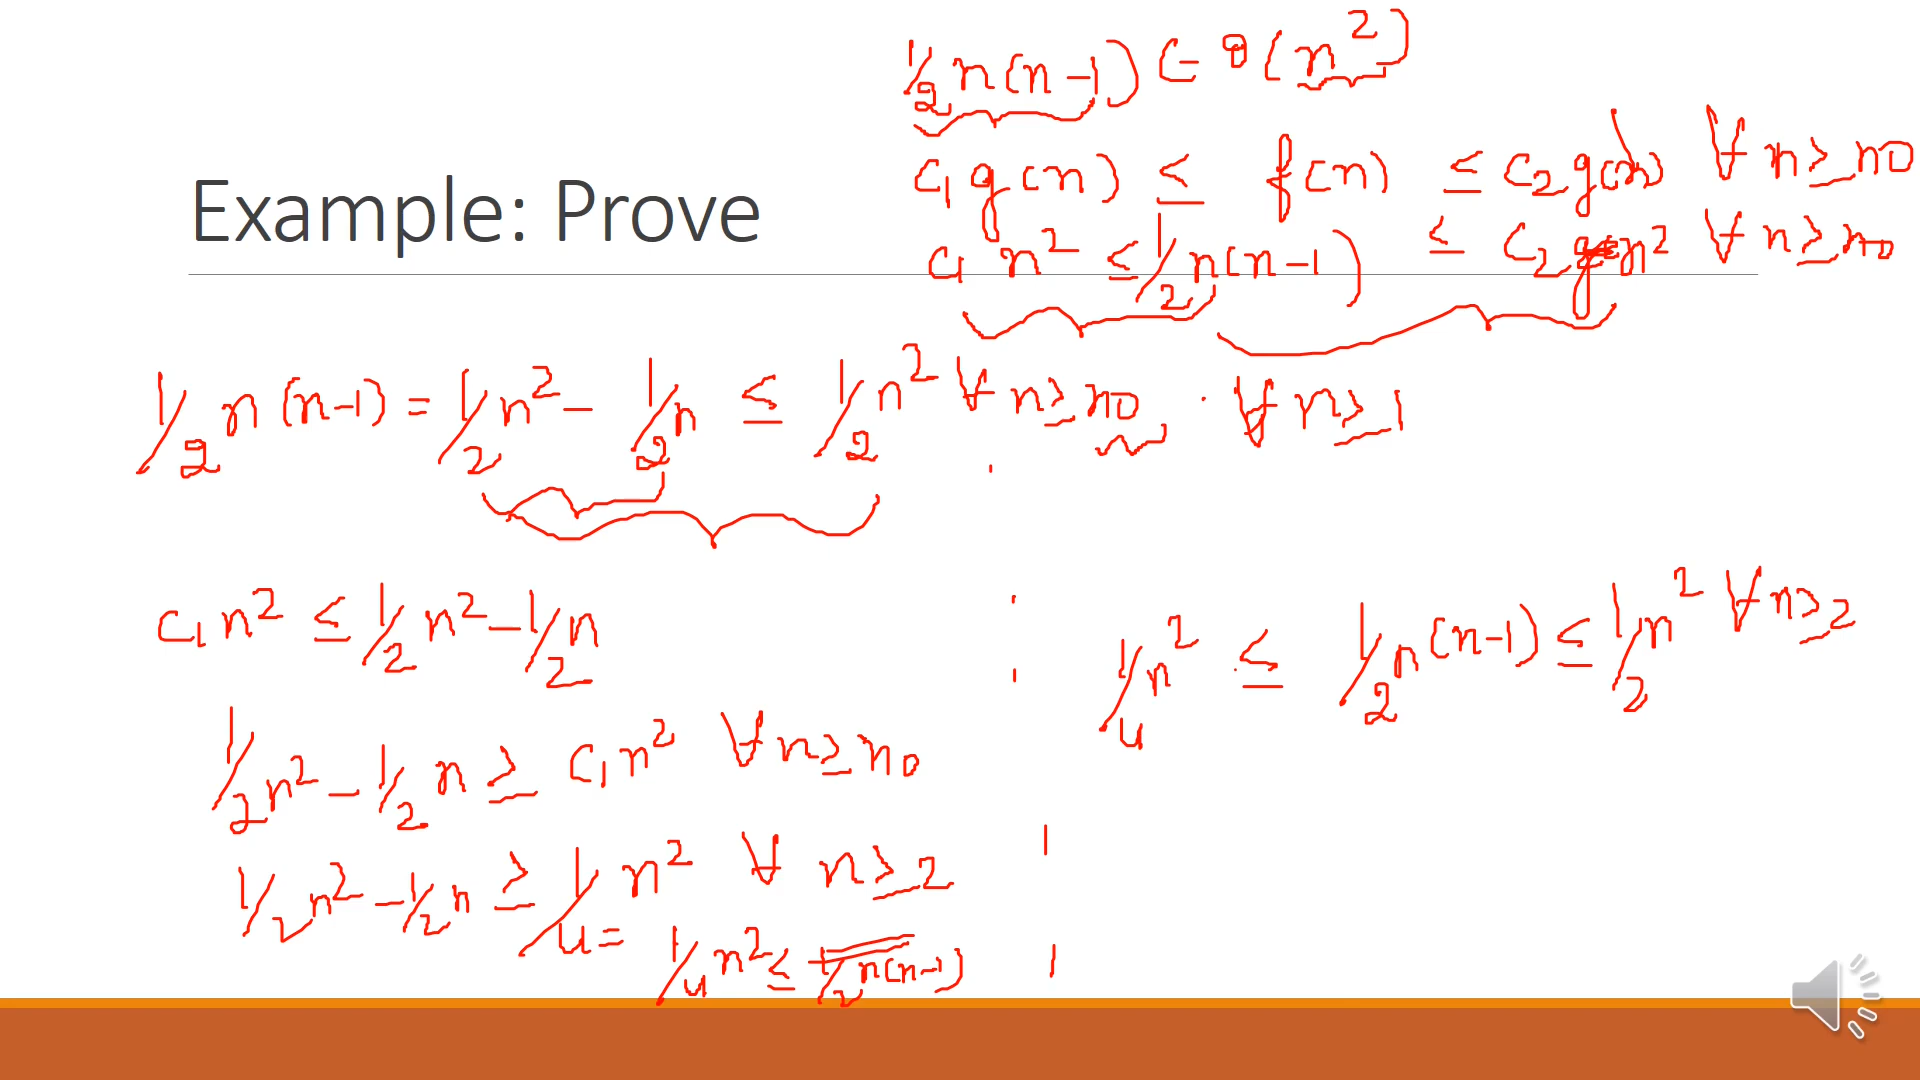 ½ n(n-1) ∈ θ(n²)
c₁ g(n) ≤ f(n) ≤ c₂ g(n) ∀ n ≥ n0
Example: Prove
c₁ n² ≤ ½ n(n-1) ≤ c₂ n² ∀ n ≥ n₀
½ n(n-1) = ½ n² - ½ n ≤ ½ n² ∀ n ≥ n0 . ∀ n ≥ 1
c₁ n² ≤ ½ n² - ½ n
¼ n² ≤ ½ n(n-1) ≤ ½ n² ∀ n ≥ 2
½ n² - ½ n ≥ c₁ n² ∀ n ≥ n₀
½ n² - ½ n ≥ ¼ n² ∀ n ≥ 2
= ¼ n² ≤ ½ n(n-1)